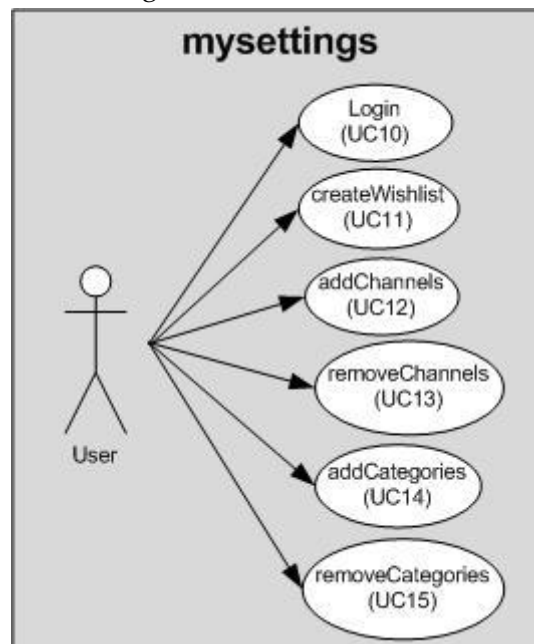 mysettings
Login
(UC10)
createWishlist
(UC11)
addChannels
(UC12)
removeChannels
(UC13)
User
addCategories
(UC14)
removeCategories
(UC15)